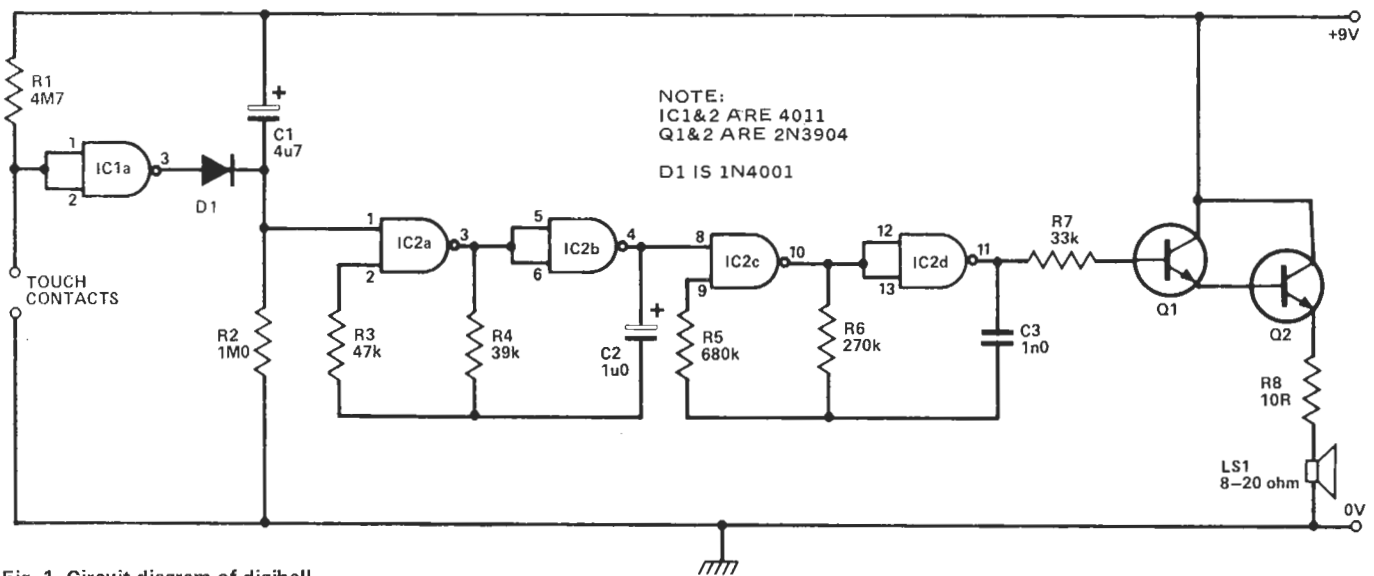 +9V
R1
4M7
+
C1
4u7
NOTE:
IC1&2 ARE 4011
Q1&2 ARE 2N3904
D1 IS 1N4001
1
2
IC1a
3
D1
1
2
IC2a
3
5
6
IC2b
4
8
9
IC2c
10
12
13
IC2d
11
R7
33k
Q1
Q2
TOUCH
CONTACTS
R2
1M0
R3
47k
R4
39k
+
C2
1u0
R5
680k
R6
270k
C3
1n0
R8
10R
LS1
8–20 ohm
0V
Fig. 1. Circuit diagram of digibell